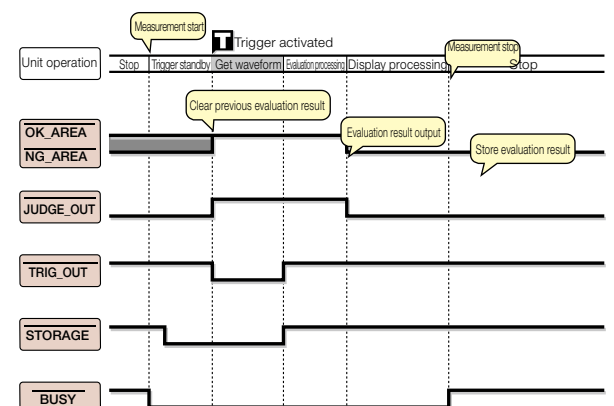 Measurement start
T Trigger activated
Measurement stop
Unit operation
Stop Trigger standby Get waveform Evaluation processing Display processing Stop
Clear previous evaluation result
OK_AREA
NG_AREA
Evaluation result output
Store evaluation result
JUDGE_OUT
TRIG_OUT
STORAGE
BUSY